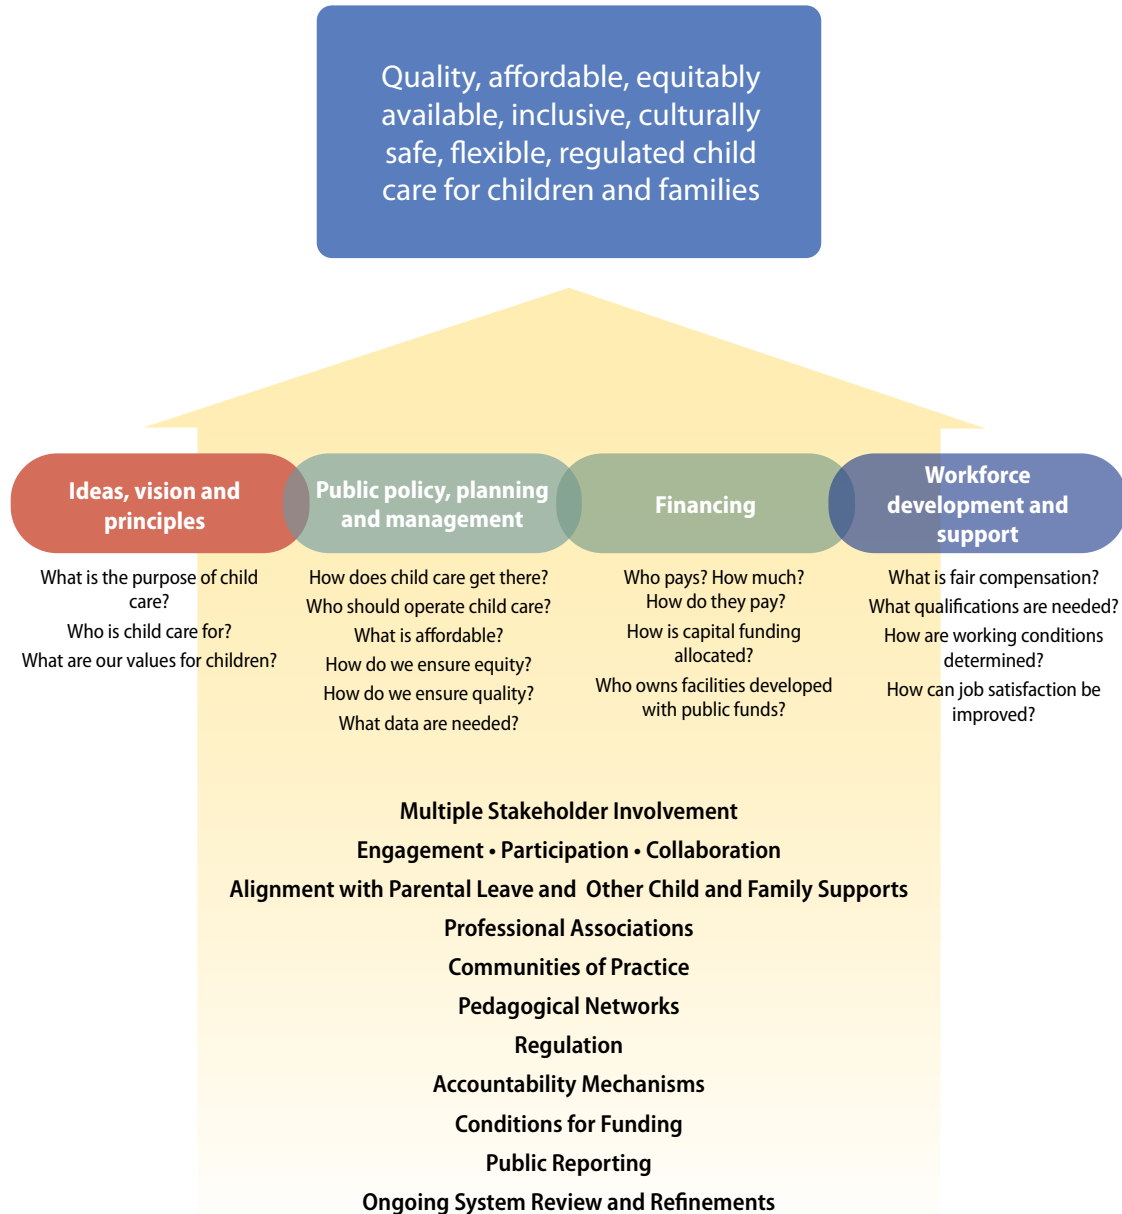 Quality, affordable, equitably
available, inclusive, culturally
safe, flexible, regulated child
care for children and families
Ideas, vision and
principles
What is the purpose of child
care?
Who is child care for?
What are our values for children?
Public policy, planning
and management
How does child care get there?
Who should operate child care?
What is affordable?
How do we ensure equity?
How do we ensure quality?
What data are needed?
Financing
Who pays? How much?
How do they pay?
How is capital funding
allocated?
Who owns facilities developed
with public funds?
Workforce
development and
support
What is fair compensation?
What qualifications are needed?
How are working conditions
determined?
How can job satisfaction be
improved?
Multiple Stakeholder Involvement
Engagement • Participation • Collaboration
Alignment with Parental Leave and Other Child and Family Supports
Professional Associations
Communities of Practice
Pedagogical Networks
Regulation
Accountability Mechanisms
Conditions for Funding
Public Reporting
Ongoing System Review and Refinements